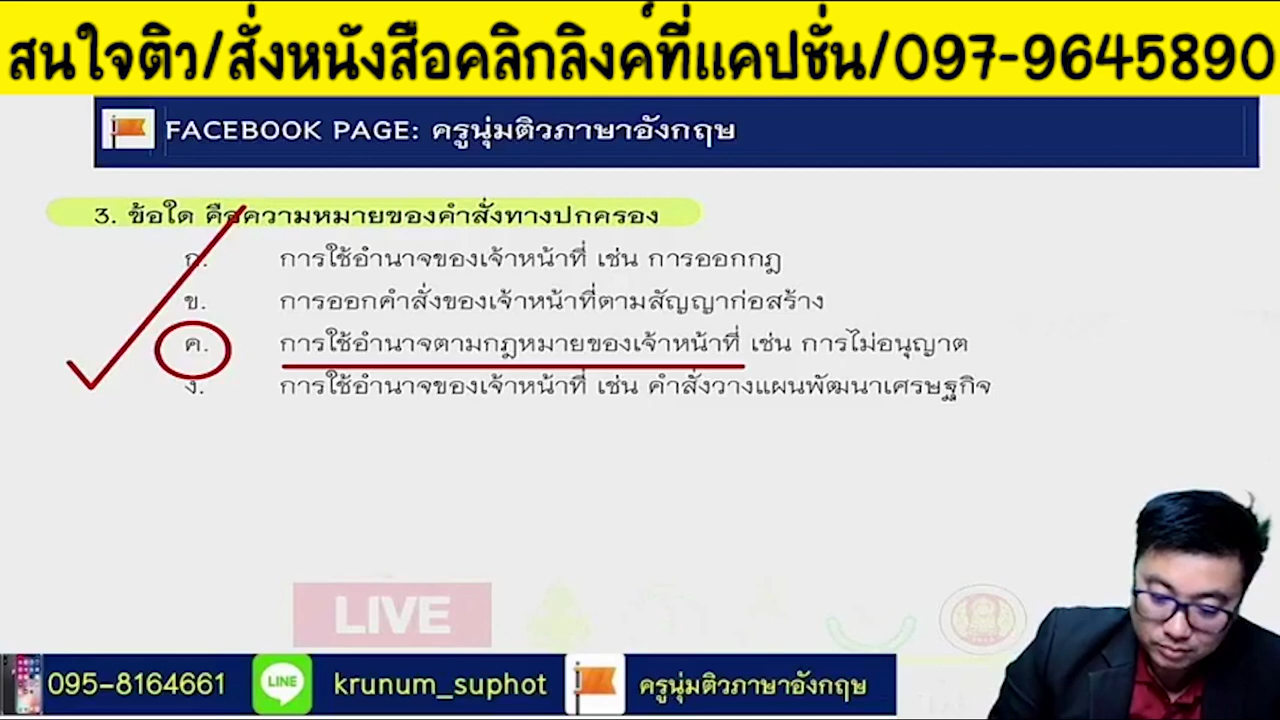 สนใจติว/สั่งหนังสือคลิกลิงค์ที่แคปชั่น/097-9645890
FACEBOOK PAGE: ครูนุ่มติวภาษาอังกฤษ
3. ข้อใด คือความหมายของคำสั่งทางปกครอง
ก. การใช้อำนาจของเจ้าหน้าที่ เช่น การออกกฎ
ข. การออกคำสั่งของเจ้าหน้าที่ตามสัญญาก่อสร้าง
ค. การใช้อำนาจตามกฎหมายของเจ้าหน้าที่ เช่น การไม่อนุญาต
ง. การใช้อำนาจของเจ้าหน้าที่ เช่น คำสั่งวางแผนพัฒนาเศรษฐกิจ
LIVE
095-8164661 LINE krunum_suphot ครูนุ่มติวภาษาอังกฤษ